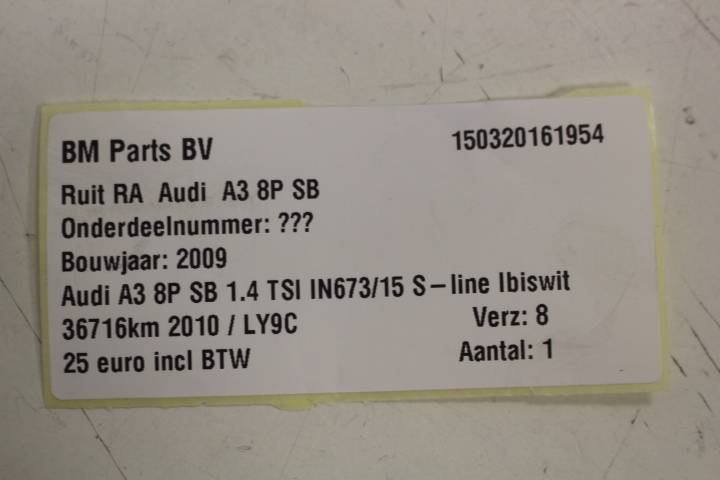 BM Parts BV 150320161954
Ruit RA Audi A3 8P SB
Onderdeelnummer: ???
Bouwjaar: 2009
Audi A3 8P SB 1.4 TSI IN673/15 S-line Ibiswit
36716km 2010 / LY9C Verz: 8
25 euro incl BTW Aantal: 1